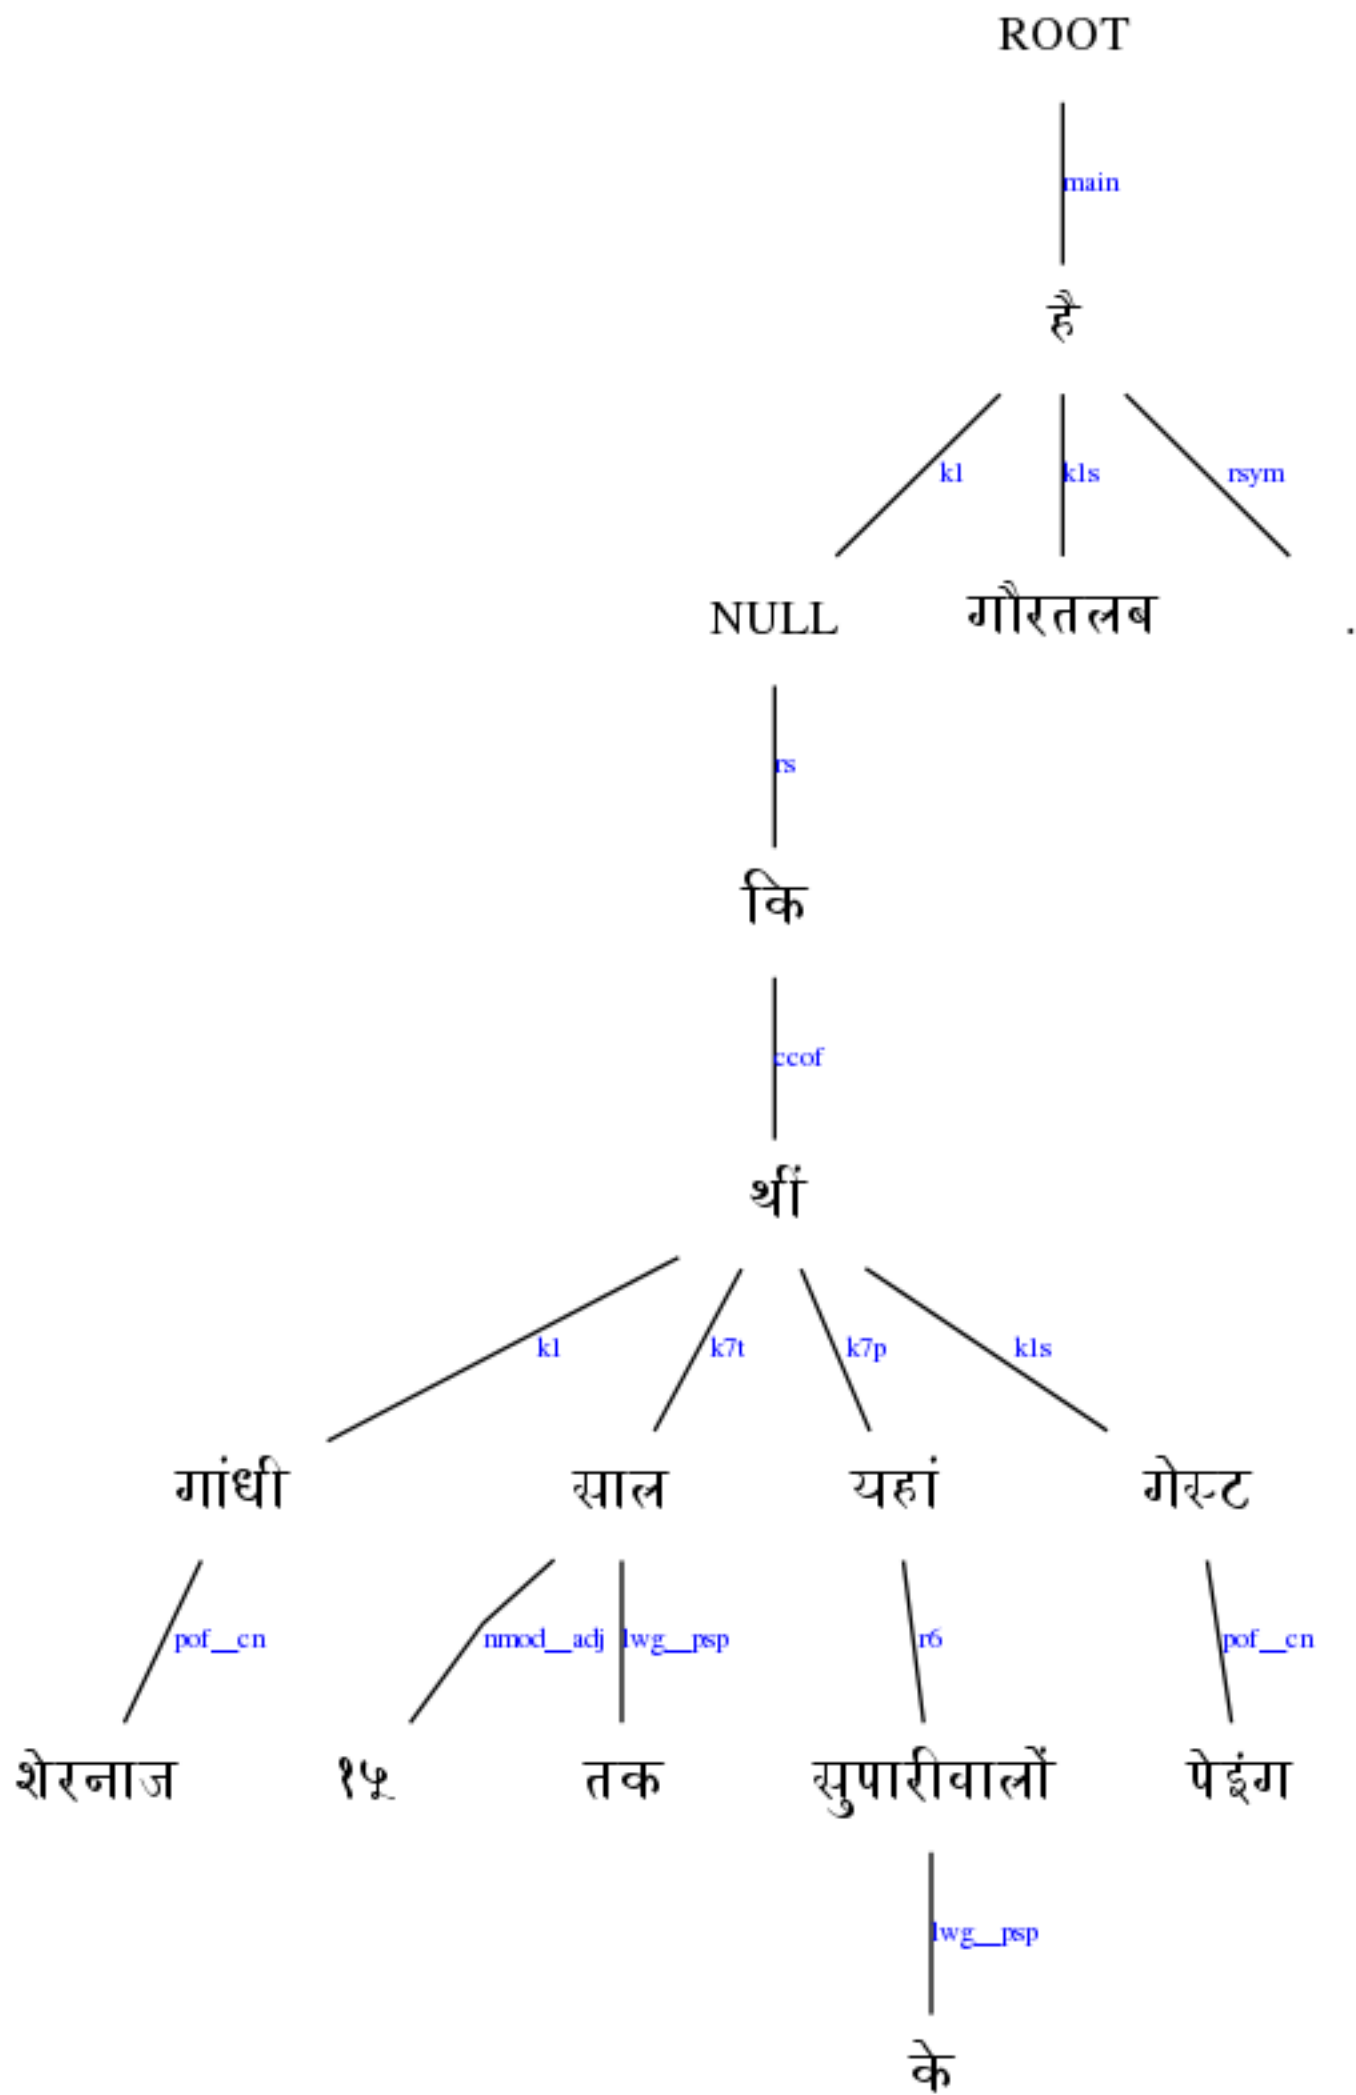 ROOT
main
है
k1 k1s rsym
NULL गौरतलब .
rs
कि
ccof
थीं
k1 k7t k7p k1s
गांधी साल यहां गेस्ट
pof__cn nmod__adj lwg__psp r6 pof__cn
शेरनाज १५ तक सुपारीवालों पेइंग
lwg__psp
के